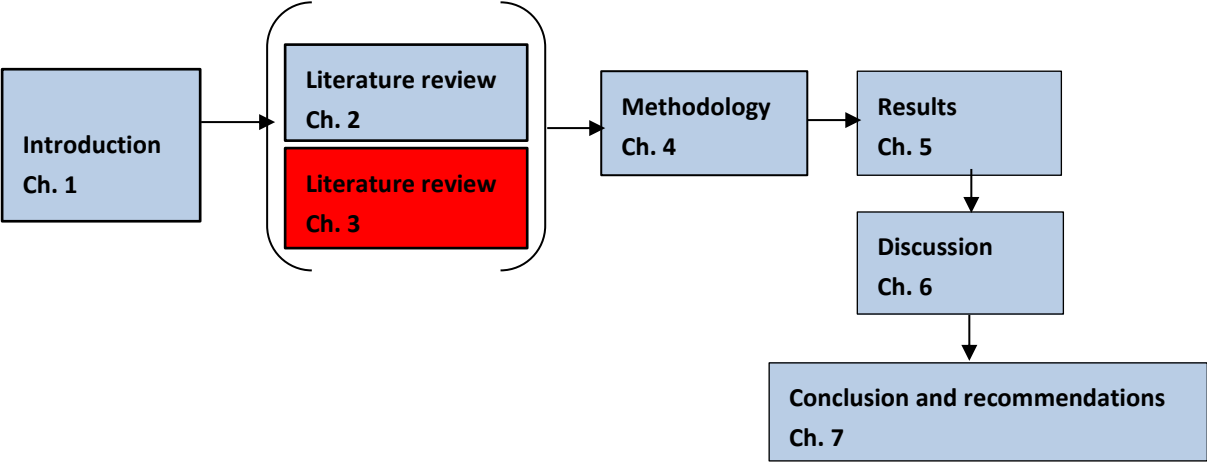 Introduction
Ch. 1
Literature review
Ch. 2
Literature review
Ch. 3
Methodology
Ch. 4
Results
Ch. 5
Discussion
Ch. 6
Conclusion and recommendations
Ch. 7